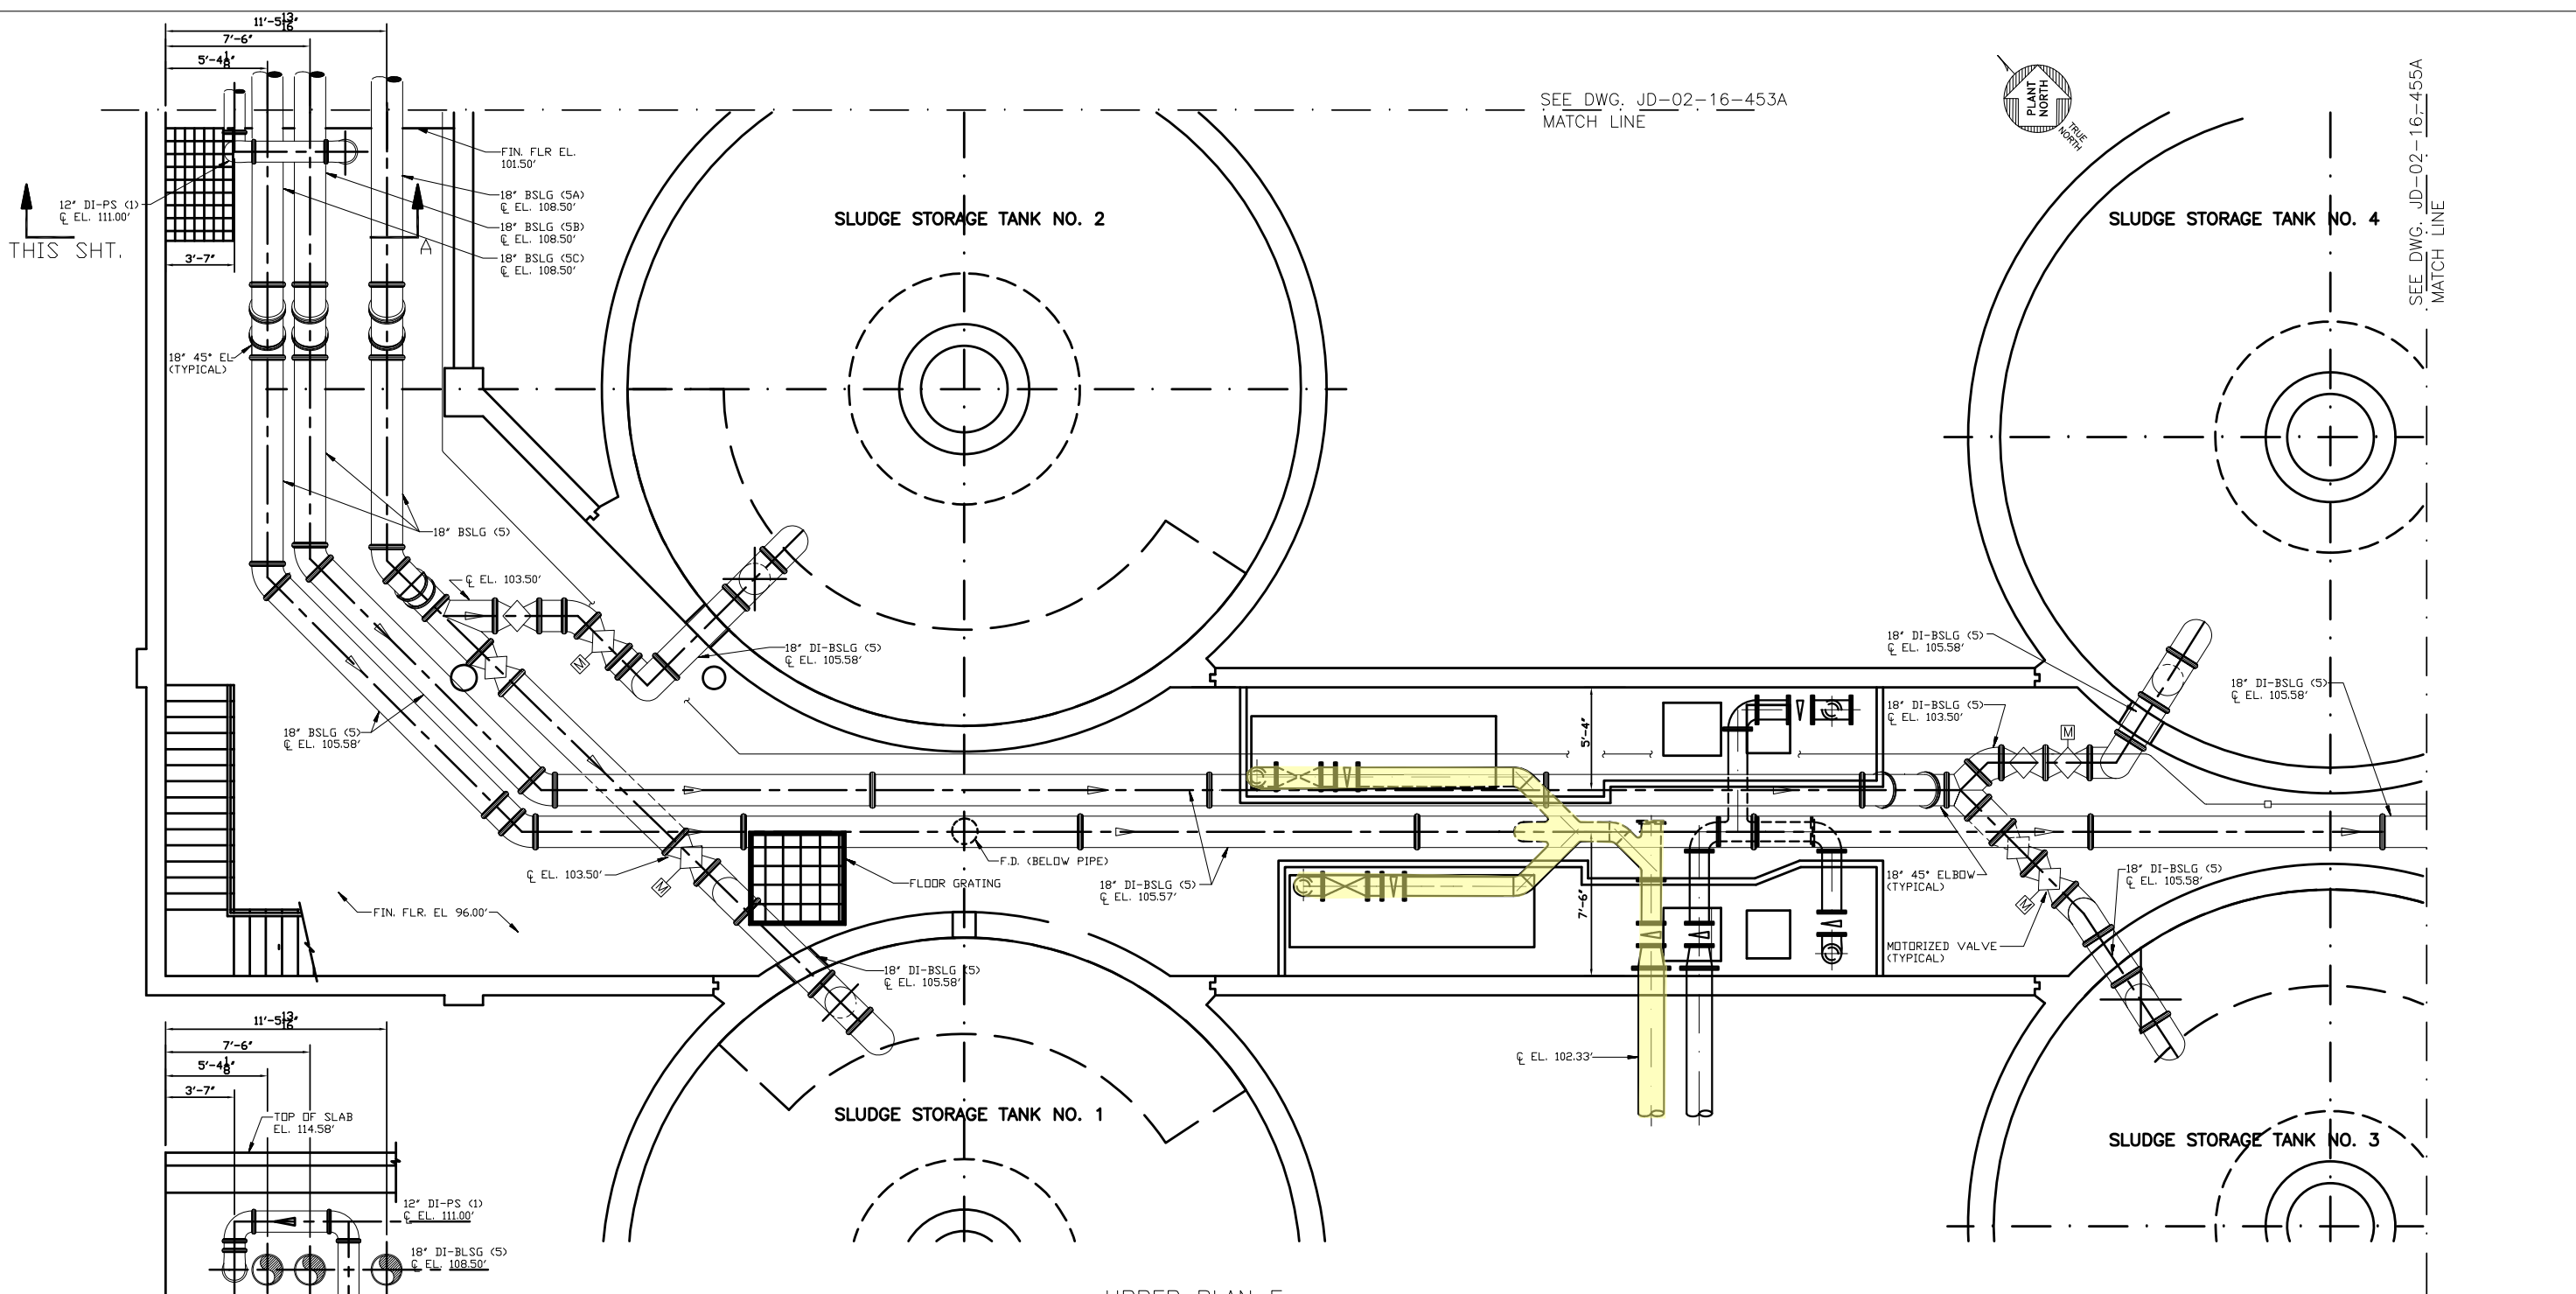 11'-5 13/16"
7'-6"
5'-4 1/8"
SEE DWG. JD-02-16-453A
MATCH LINE
PLANT
NORTH
TRUE
NORTH
SEE DWG. JD-02-16-455A
MATCH LINE
FIN. FLR EL.
101.50'
18" BSLG (5A)
℄ EL. 108.50'
18" BSLG (5B)
℄ EL. 108.50'
18" BSLG (5C)
℄ EL. 108.50'
12" DI-PS (1)
℄ EL. 111.00'
THIS SHT.
A
3'-7"
SLUDGE STORAGE TANK NO. 2
SLUDGE STORAGE TANK NO. 4
18" 45° EL
(TYPICAL)
18" BSLG (5)
℄ EL. 103.50'
M
18" DI-BSLG (5)
℄ EL. 105.58'
18" DI-BSLG (5)
℄ EL. 105.58'
18" DI-BSLG (5)
℄ EL. 105.58'
18" DI-BSLG (5)
℄ EL. 103.50'
M
5'-4"
18" BSLG (5)
℄ EL. 105.58'
℄ EL. 103.50'
M
F.D. (BELOW PIPE)
FLOOR GRATING
18" DI-BSLG (5)
℄ EL. 105.57'
7'-6"
18" 45° ELBOW
(TYPICAL)
18" DI-BSLG (5)
℄ EL. 105.58'
M
FIN. FLR. EL 96.00'
MOTORIZED VALVE
(TYPICAL)
18" DI-BSLG (5)
℄ EL. 105.58'
11'-5 13/16"
7'-6"
5'-4 1/8"
3'-7"
℄ EL. 102.33'
TOP OF SLAB
EL. 114.58'
SLUDGE STORAGE TANK NO. 1
SLUDGE STORAGE TANK NO. 3
12" DI-PS (1)
℄ EL. 111.00'
18" DI-BLSG (5)
℄ EL. 108.50'